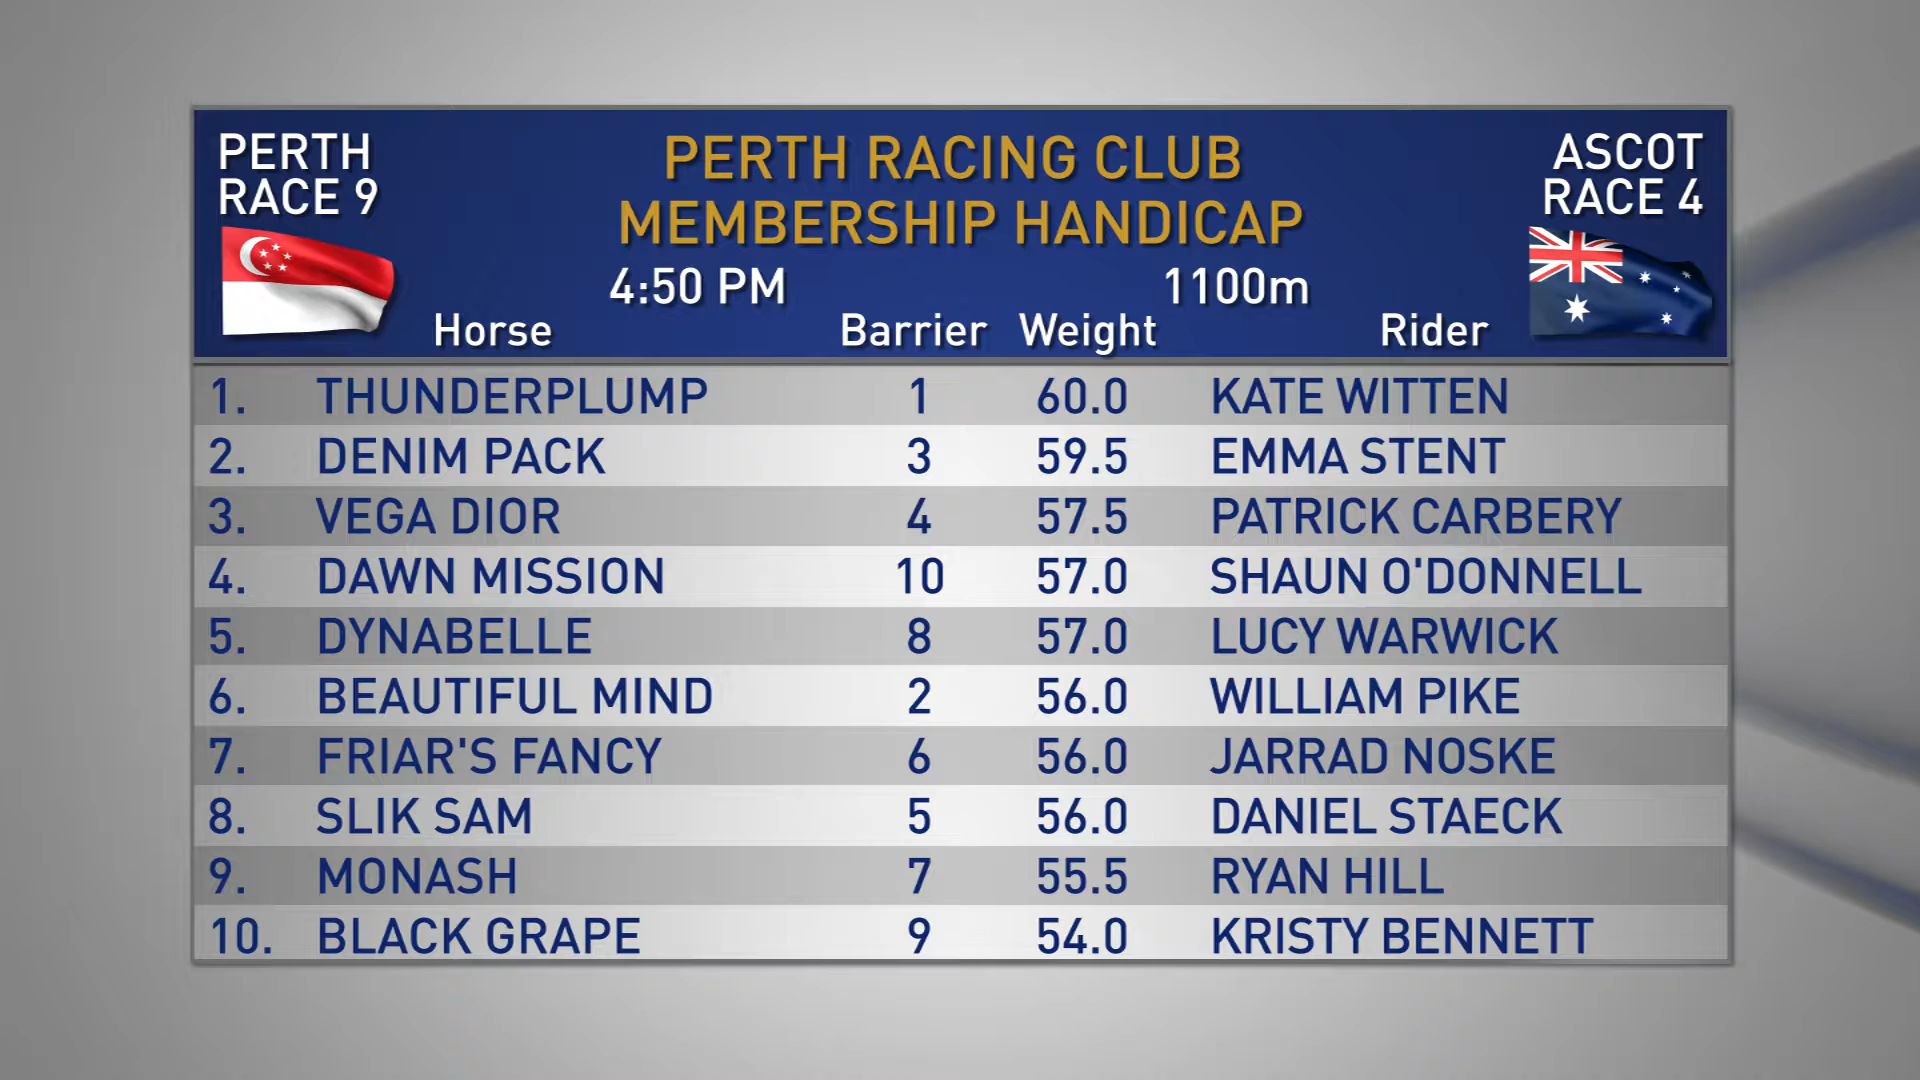 PERTH
RACE 9
PERTH RACING CLUB
MEMBERSHIP HANDICAP
ASCOT
RACE 4
4:50 PM 1100m
Horse Barrier Weight Rider
1. THUNDERPLUMP 1 60.0 KATE WITTEN
2. DENIM PACK 3 59.5 EMMA STENT
3. VEGA DIOR 4 57.5 PATRICK CARBERY
4. DAWN MISSION 10 57.0 SHAUN O'DONNELL
5. DYNABELLE 8 57.0 LUCY WARWICK
6. BEAUTIFUL MIND 2 56.0 WILLIAM PIKE
7. FRIAR'S FANCY 6 56.0 JARRAD NOSKE
8. SLIK SAM 5 56.0 DANIEL STAECK
9. MONASH 7 55.5 RYAN HILL
10. BLACK GRAPE 9 54.0 KRISTY BENNETT